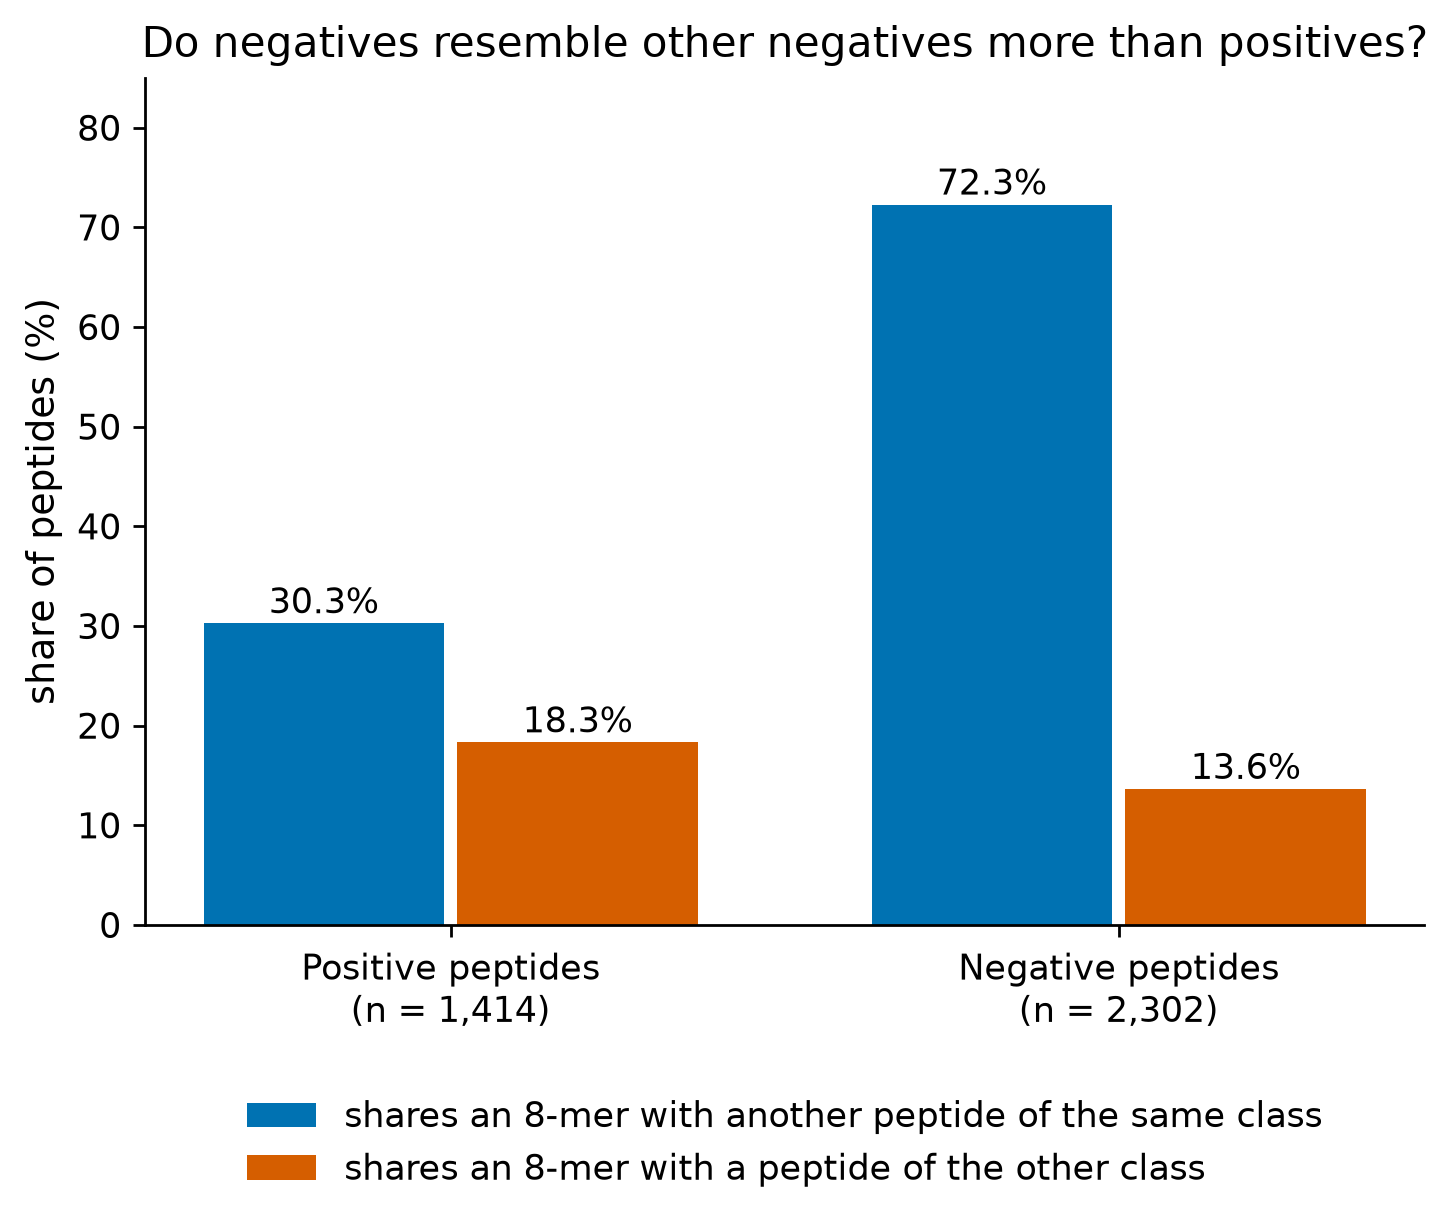 Do negatives resemble other negatives more than positives?
share of peptides (%)
80
70
60
50
40
30
20
10
0
30.3%
18.3%
72.3%
13.6%
Positive peptides
(n = 1,414)
Negative peptides
(n = 2,302)
shares an 8-mer with another peptide of the same class
shares an 8-mer with a peptide of the other class